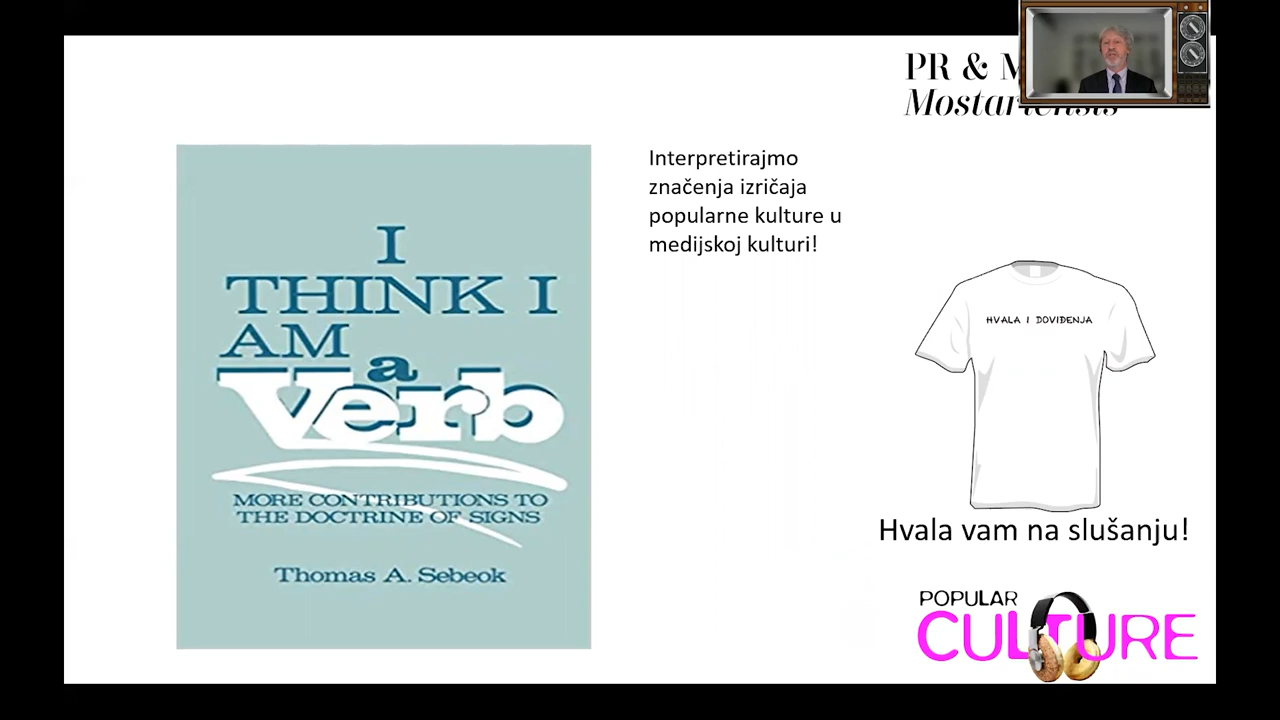 PR & M
Mostariensis
I
THINK I
AM
a
Verb
MORE CONTRIBUTIONS TO
THE DOCTRINE OF SIGNS
Thomas A. Sebeok
Interpretirajmo
značenja izričaja
popularne kulture u
medijskoj kulturi!
HVALA I DOVIĐENJA
Hvala vam na slušanju!
POPULAR
CULTURE